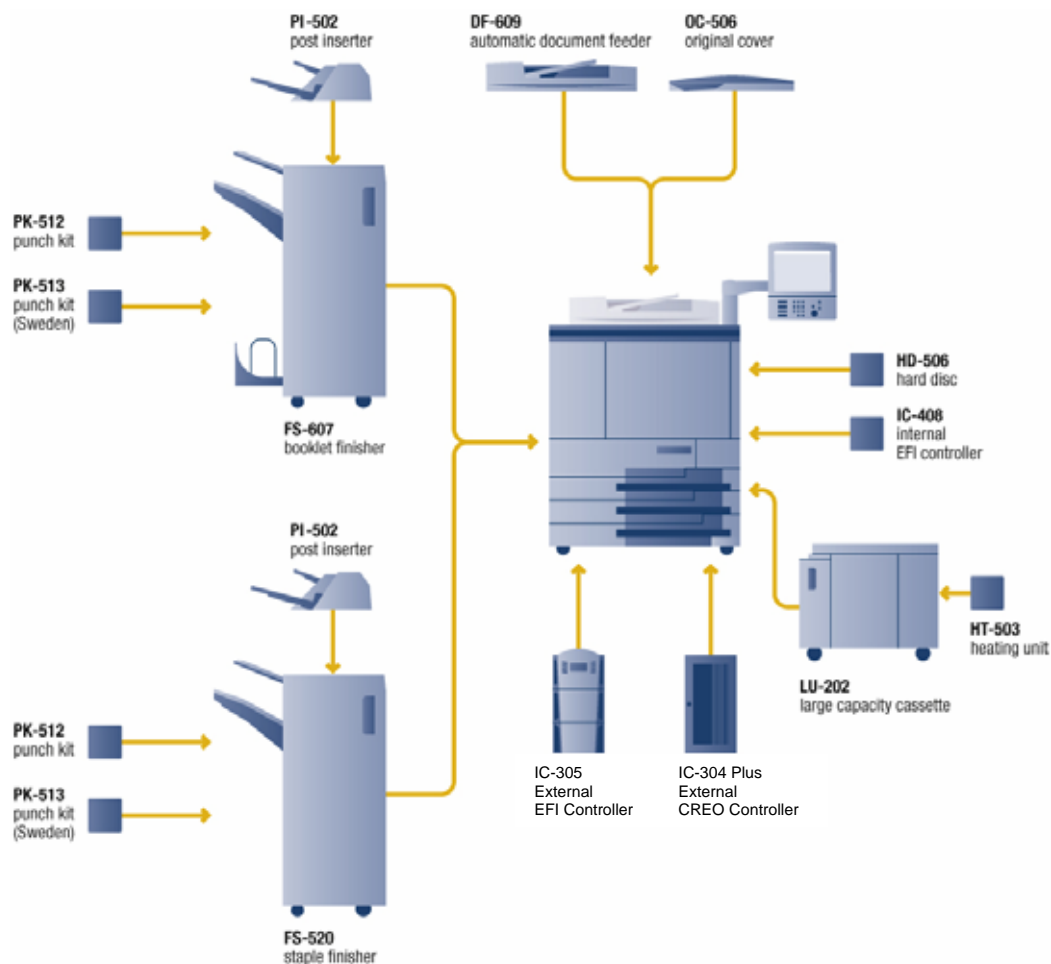 PI-502
post inserter
DF-609
automatic document feeder
OC-506
original cover
PK-512
punch kit
PK-513
punch kit
(Sweden)
FS-607
booklet finisher
HD-506
hard disc
IC-408
internal
EFI controller
PI-502
post inserter
HT-503
heating unit
LU-202
large capacity cassette
PK-512
punch kit
PK-513
punch kit
(Sweden)
IC-305
External
EFI Controller
IC-304 Plus
External
CREO Controller
FS-520
staple finisher